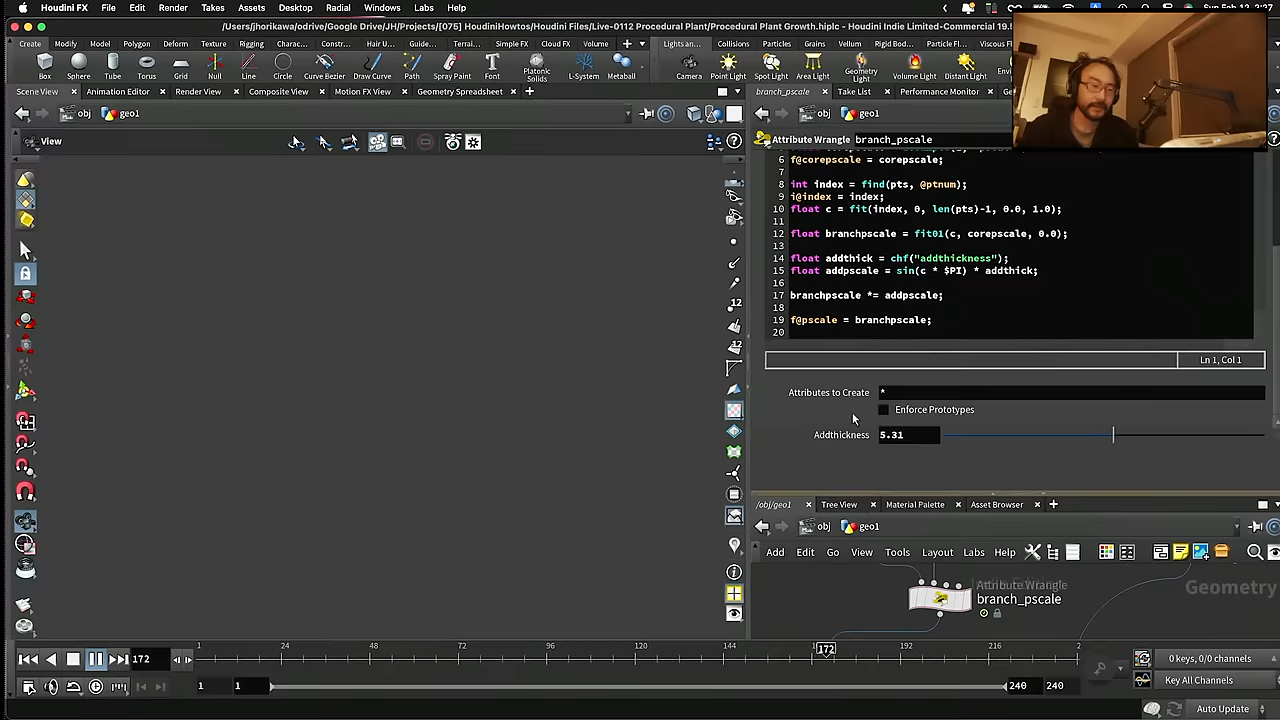 Houdini FX File Edit Render Takes Assets Desktop Radial Windows Labs Help
/Users/jhorikawa/odrive/Google Drive/JH/Projects/[075] HoudiniHowtos/Houdini Files/Live-0112 Procedural Plant/Procedural Plant Growth.hiplc - Houdini Indie Limited-Commercial 19.
Create Modify Model Polygon Deform Texture Rigging Charac... Constr... Hair U... Guide... Terrai... Simple FX Cloud FX Volume
Lights an... Collisions Particles Grains Vellum Rigid Bod... Particle Fl... Viscous F
Box Sphere Tube Torus Grid Null Line Circle Curve Bezier Draw Curve Path Spray Paint Font Platonic Solids L-System Metaball
Camera Point Light Spot Light Area Light Geometry Light Volume Light Distant Light
Scene View Animation Editor Render View Composite View Motion FX View Geometry Spreadsheet
branch_pscale Take List Performance Monitor
obj geo1
obj geo1
View
Attribute Wrangle branch_pscale
6 f@corepscale = corepscale;
7
8 int index = find(pts, @ptnum);
9 i@index = index;
10 float c = fit(index, 0, len(pts)-1, 0.0, 1.0);
11
12 float branchpscale = fit01(c, corepscale, 0.0);
13
14 float addthick = chf("addthickness");
15 float addpscale = sin(c * $PI) * addthick;
16
17 branchpscale *= addpscale;
18
19 f@pscale = branchpscale;
20
Ln 1, Col 1
Attributes to Create *
Enforce Prototypes
Addthickness 5.31
/obj/geo1 Tree View Material Palette Asset Browser
obj geo1
Add Edit Go View Tools Layout Labs Help
Attribute Wrangle
branch_pscale
Geometry
172
1 24 48 72 96 120 144 172 192 216 2
1 1 240 240
0 keys, 0/0 channels
Key All Channels
Auto Update